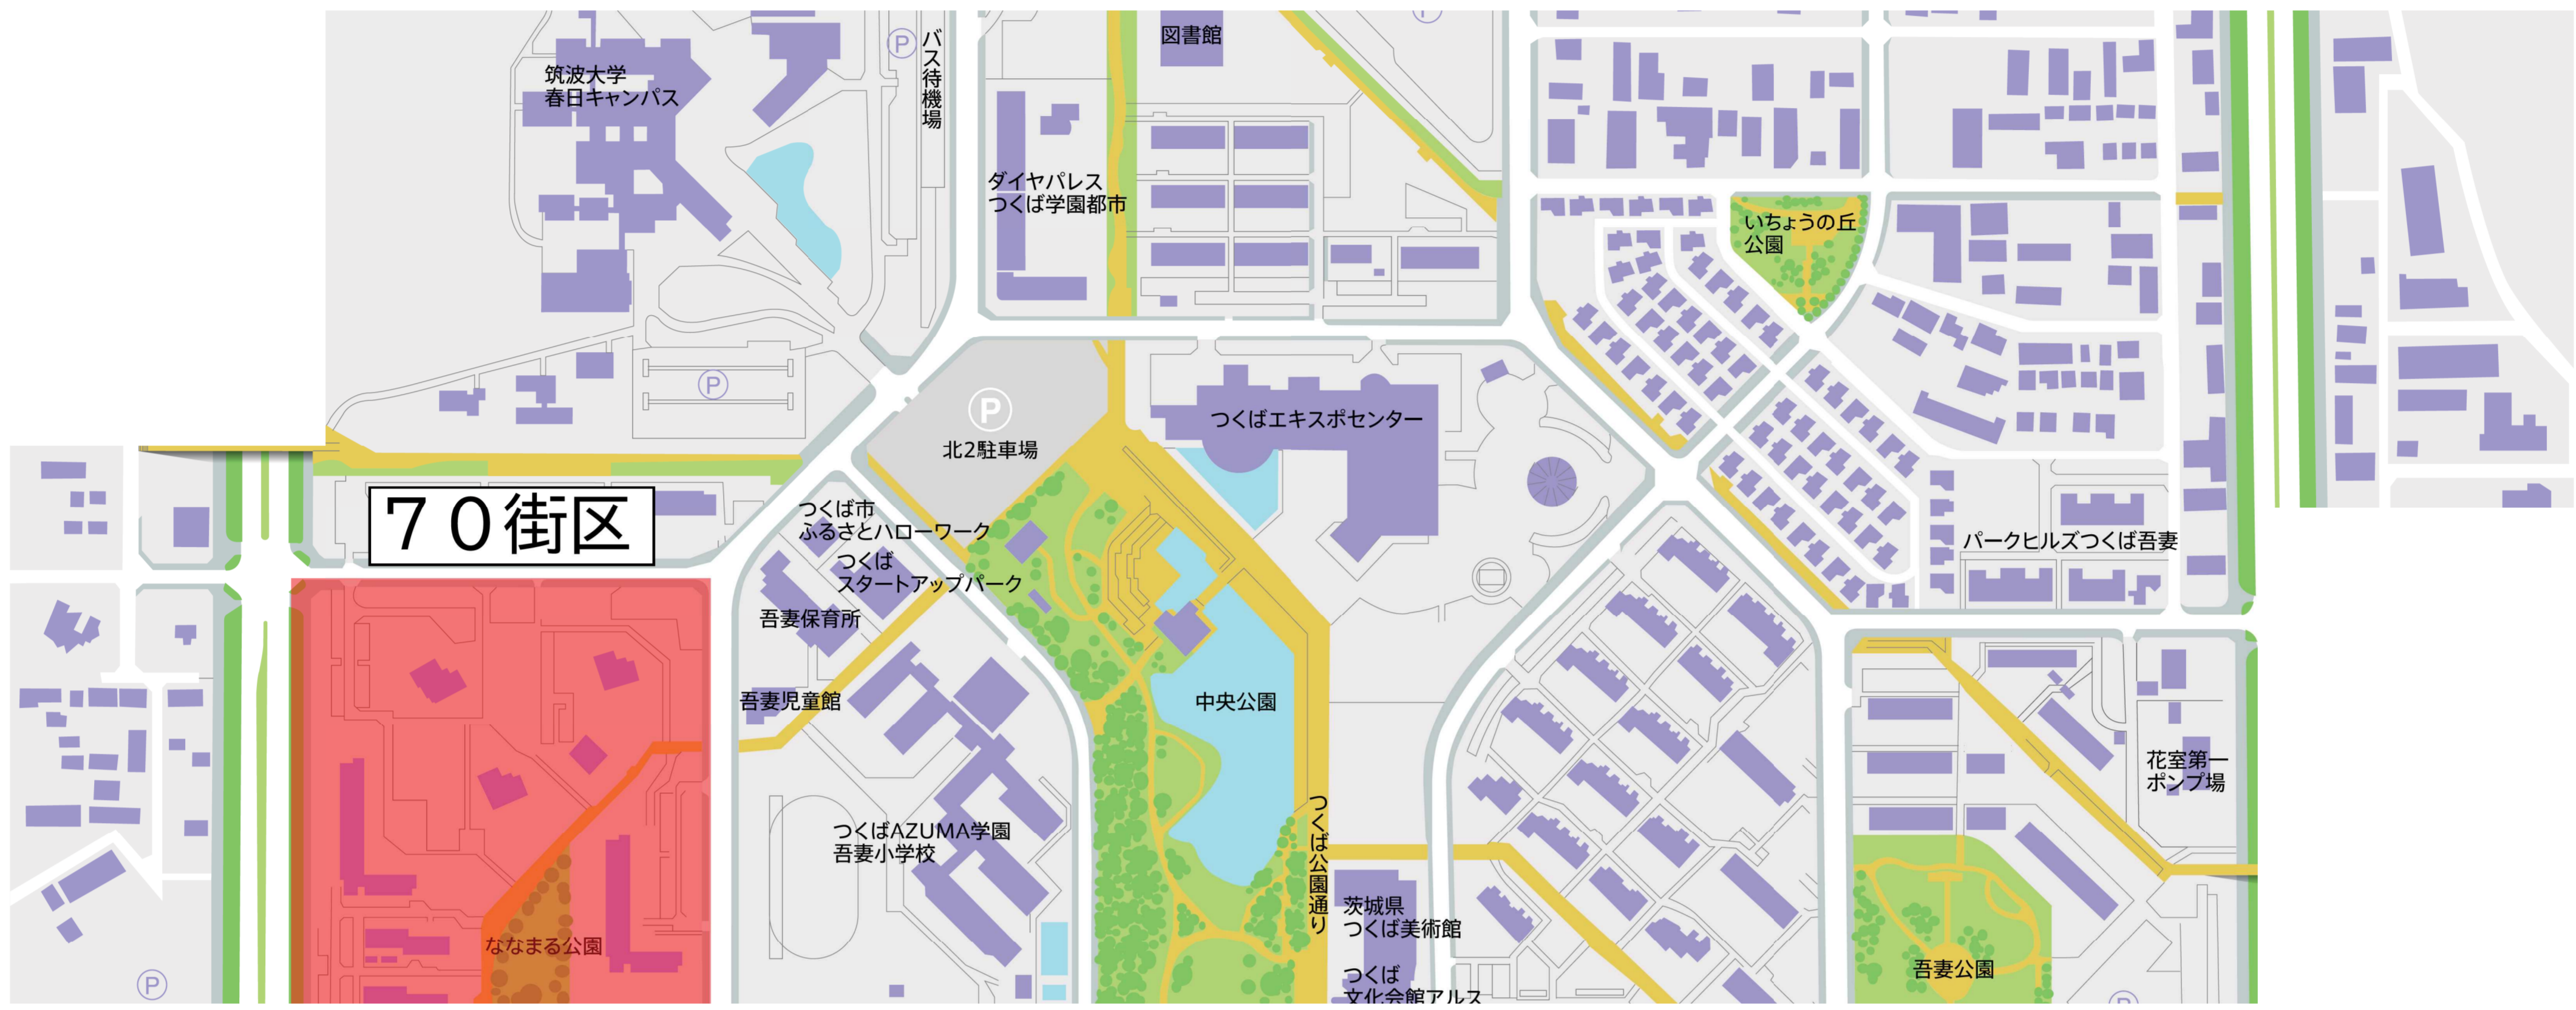 図書館
P
P
バス待機場
筑波大学
春日キャンパス
ダイヤパレス
つくば学園都市
いちょうの丘
公園
P
P
北2駐車場
つくばエキスポセンター
70街区
つくば市
ふるさとハローワーク
つくば
スタートアップパーク
パークヒルズつくば吾妻
吾妻保育所
吾妻児童館
中央公園
花室第一
ポンプ場
つくばAZUMA学園
吾妻小学校
つくば公園通り
茨城県
つくば美術館
ななまる公園
つくば
文化会館アルス
吾妻公園
P
P